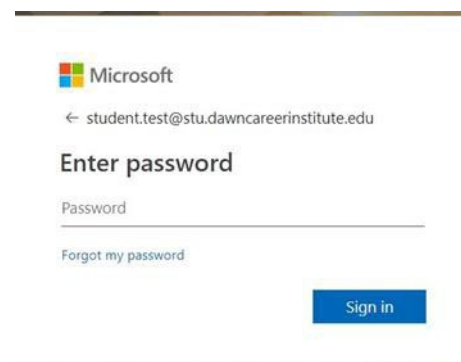 Microsoft
← student.test@stu.dawncareerinstitute.edu
Enter password
Password
Forgot my password
Sign in